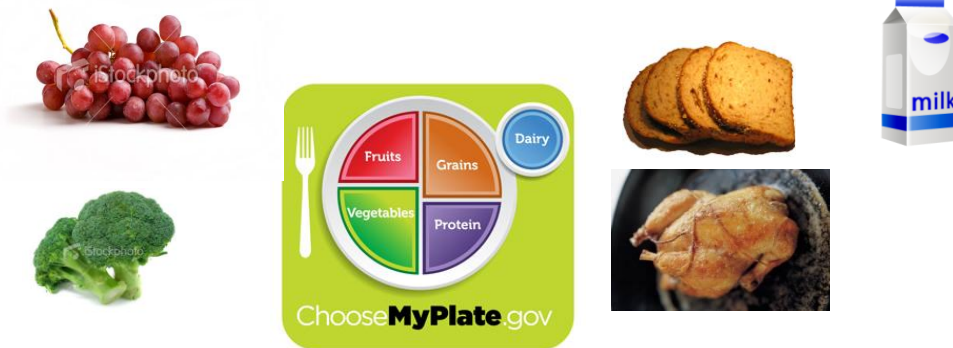 iStockphoto
milk
Dairy
Fruits
Grains
Vegetables
Protein
iStockphoto
ChooseMyPlate.gov